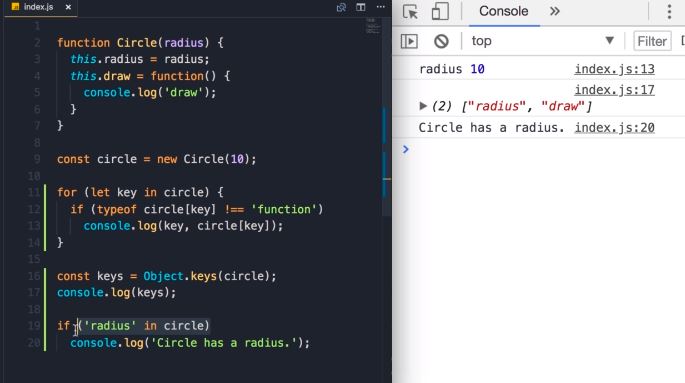 index.js ×
1
2 function Circle(radius) {
3 this.radius = radius;
4 this.draw = function() {
5 console.log('draw');
6 }
7 }
8
9 const circle = new Circle(10);
10
11 for (let key in circle) {
12 if (typeof circle[key] !== 'function')
13 console.log(key, circle[key]);
14 }
15
16 const keys = Object.keys(circle);
17 console.log(keys);
18
19 if ('radius' in circle)
20 console.log('Circle has a radius.');
Console »
top ▼ Filter
radius 10 index.js:13
index.js:17
▶ (2) ["radius", "draw"]
Circle has a radius. index.js:20
>